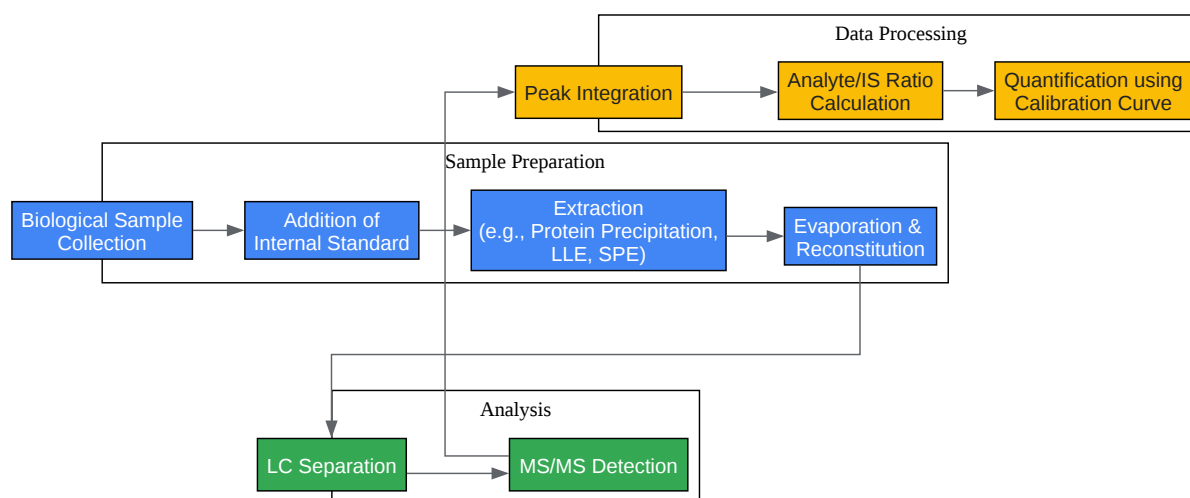 Data Processing
Peak Integration
Analyte/IS Ratio
Calculation
Quantification using
Calibration Curve
Sample Preparation
Biological Sample
Collection
Addition of
Internal Standard
Extraction
(e.g., Protein Precipitation,
LLE, SPE)
Evaporation &
Reconstitution
Analysis
LC Separation
MS/MS Detection